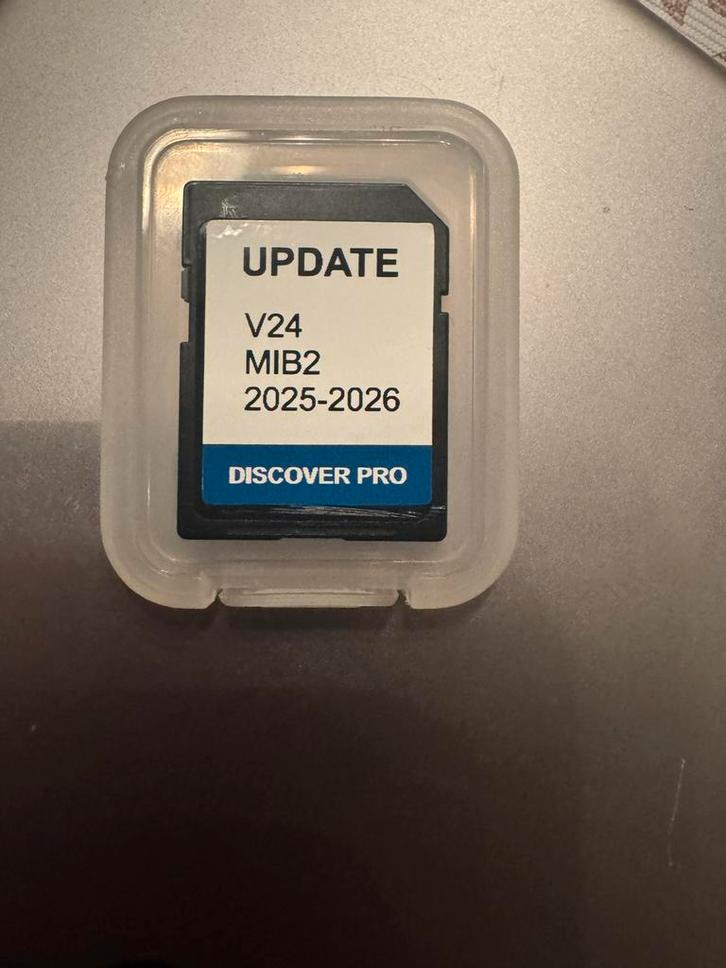 UPDATE
V24
MIB2
2025-2026
DISCOVER PRO